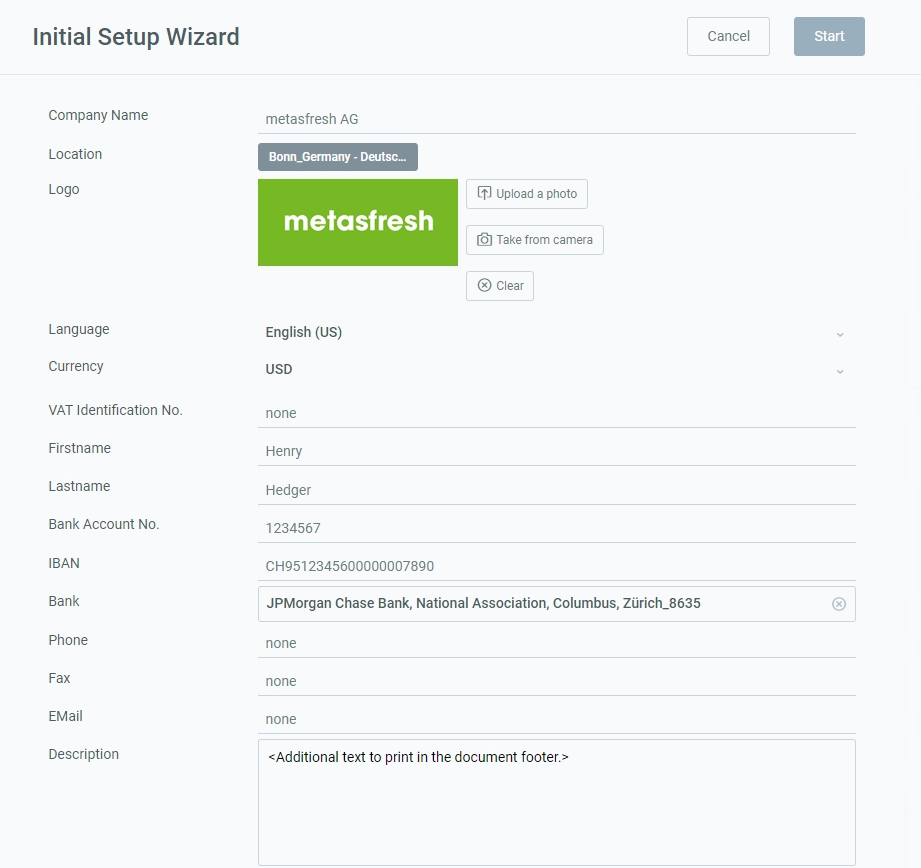 Initial Setup Wizard
Cancel
Start
Company Name
metasfresh AG
Location
Bonn_Germany - Deutsc...
Logo
metasfresh
Upload a photo
Take from camera
Clear
Language
English (US)
Currency
USD
VAT Identification No.
none
Firstname
Henry
Lastname
Hedger
Bank Account No.
1234567
IBAN
CH9512345600000007890
Bank
JPMorgan Chase Bank, National Association, Columbus, Zürich_8635
Phone
none
Fax
none
EMail
none
Description
<Additional text to print in the document footer.>